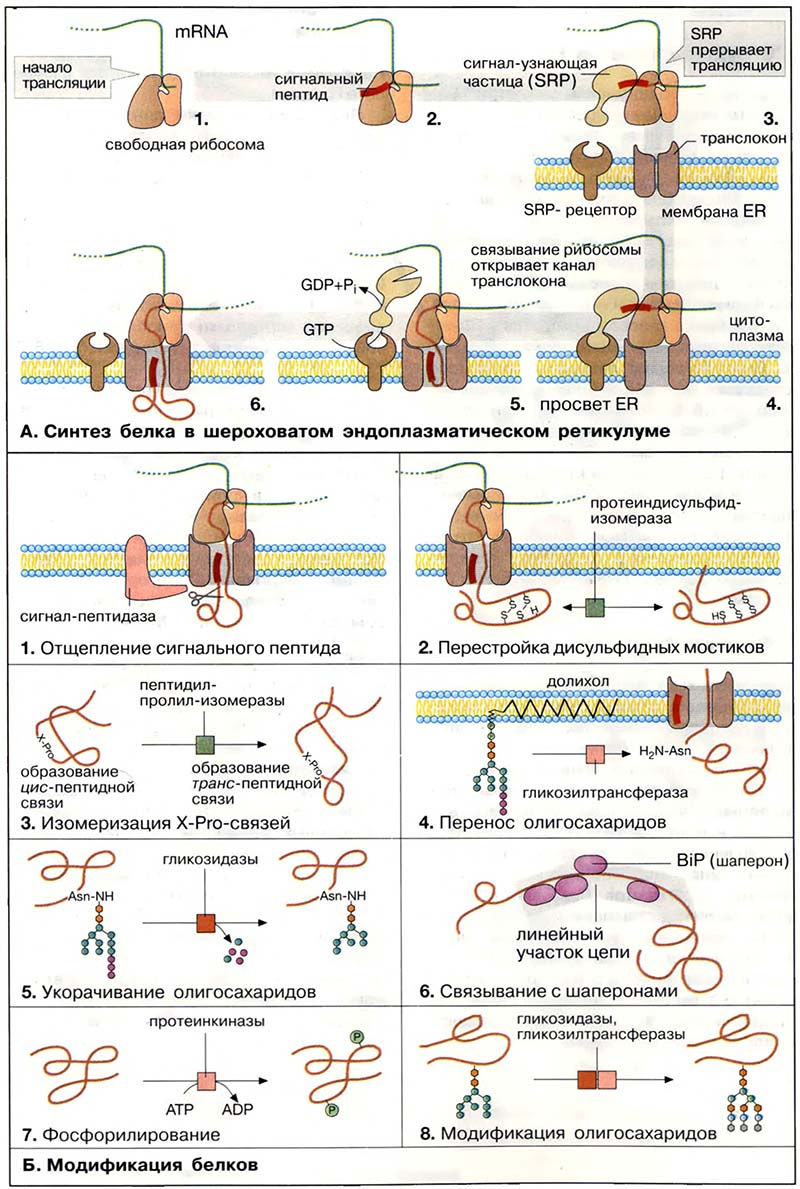 mRNA
начало
трансляции
1.
свободная рибосома
сигнальный
пептид
2.
сигнал-узнающая
частица (SRP)
SRP
прерывает
трансляцию
3.
транслокон
SRP- рецептор
мембрана ER
6.
GDP+Pi
GTP
5.
связывание рибосомы
открывает канал
транслокона
цито-
плазма
просвет ER
4.
А. Синтез белка в шероховатом эндоплазматическом ретикулуме
сигнал-пептидаза
1. Отщепление сигнального пептида
протеиндисульфид-
изомераза
S
S
S
S
H
HS
S
S
S
S
2. Перестройка дисульфидных мостиков
пептидил-
пролил-изомеразы
X-Pro
X-Pro
образование
цис-пептидной
связи
образование
транс-пептидной
связи
3. Изомеризация X-Pro-связей
долихол
H2N-Asn
гликозилтрансфераза
4. Перенос олигосахаридов
гликозидазы
Asn-NH
Asn-NH
5. Укорачивание олигосахаридов
BiP (шаперон)
линейный
участок цепи
6. Связывание с шаперонами
протеинкиназы
P
ATP
ADP
P
7. Фосфорилирование
гликозидазы,
гликозилтрансферазы
8. Модификация олигосахаридов
Б. Модификация белков